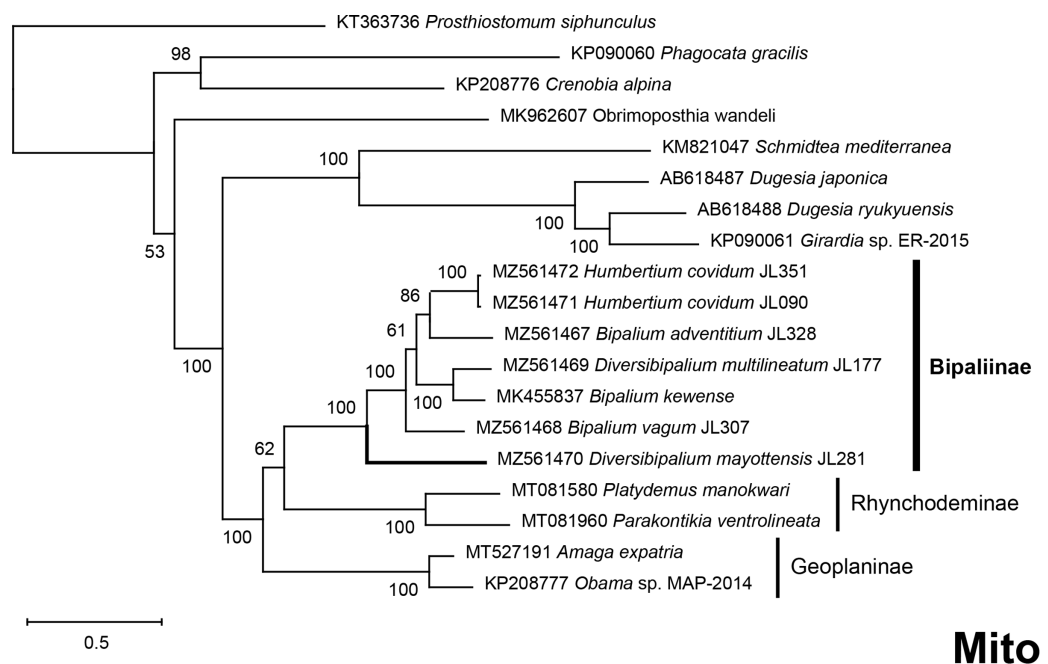 KT363736 Prosthiostomum siphunculus
98
KP090060 Phagocata gracilis
KP208776 Crenobia alpina
MK962607 Obrimoposthia wandeli
100
KM821047 Schmidtea mediterranea
AB618487 Dugesia japonica
100
AB618488 Dugesia ryukyuensis
100
KP090061 Girardia sp. ER-2015
53
100
MZ561472 Humbertium covidum JL351
86
MZ561471 Humbertium covidum JL090
61
MZ561467 Bipalium adventitium JL328
100
100
MZ561469 Diversibipalium multilineatum JL177
Bipaliinae
100
MK455837 Bipalium kewense
100
MZ561468 Bipalium vagum JL307
62
MZ561470 Diversibipalium mayottensis JL281
MT081580 Platydemus manokwari
Rhynchodeminae
100
MT081960 Parakontikia ventrolineata
100
MT527191 Amaga expatria
Geoplaninae
100
KP208777 Obama sp. MAP-2014
0.5
Mito